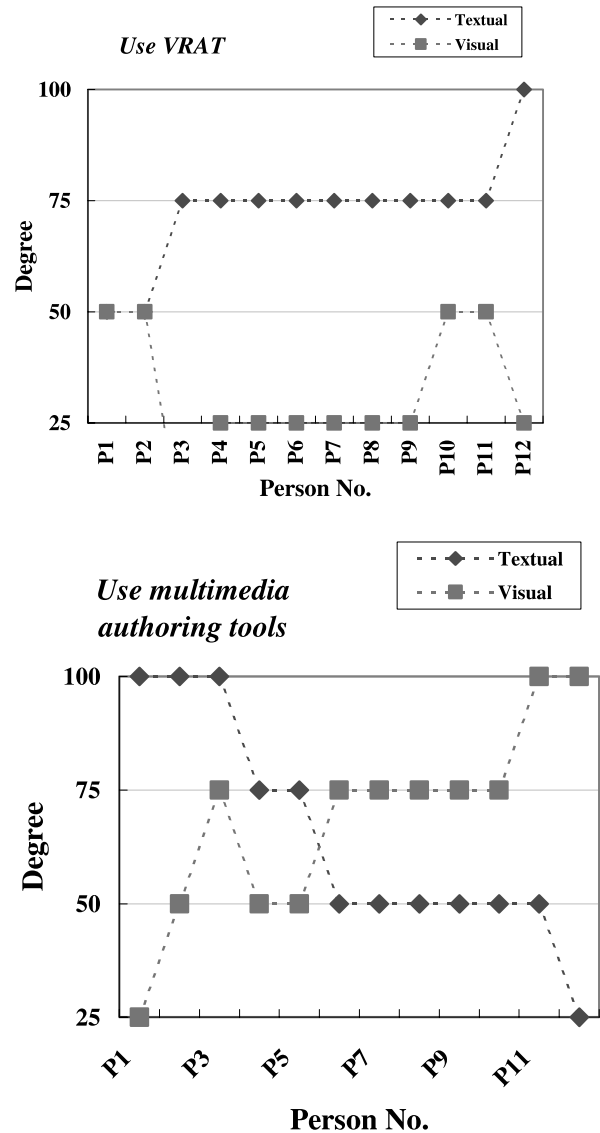 Use VRAT
Textual
Visual
100
75
50
25
Degree
P1 P2 P3 P4 P5 P6 P7 P8 P9 P10 P11 P12
Person No.
Use multimedia
authoring tools
Textual
Visual
100
75
50
25
Degree
P1 P3 P5 P7 P9 P11
Person No.